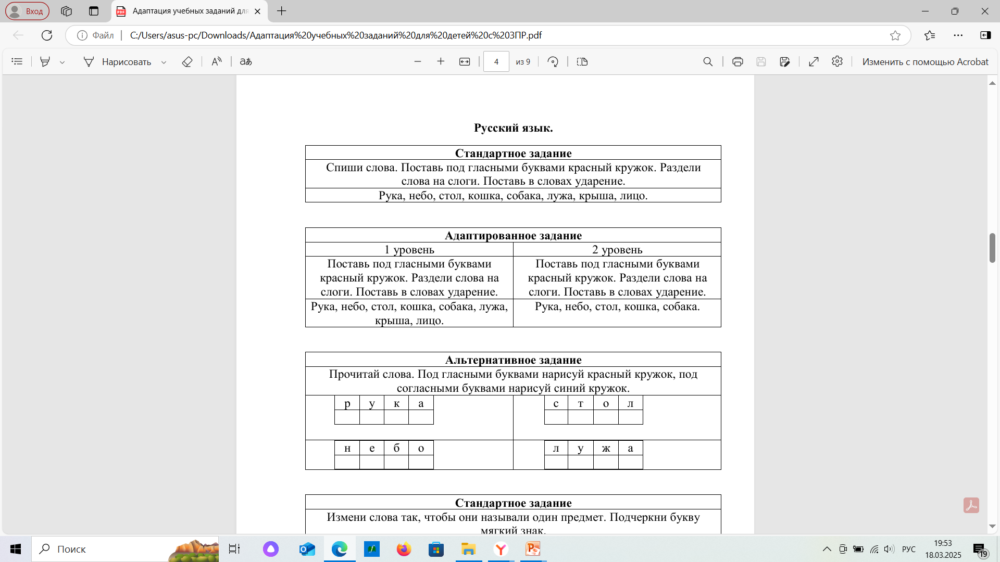 Вход
Адаптация учебных заданий для
Файл
C:/Users/asus-pc/Downloads/Адаптация%20учебных%20заданий%20для%20детей%20с%20ЗПР.pdf
Нарисовать
4 из 9
Изменить с помощью Acrobat
Русский язык.
Стандартное задание
Спиши слова. Поставь под гласными буквами красный кружок. Раздели
слова на слоги. Поставь в словах ударение.
Рука, небо, стол, кошка, собака, лужа, крыша, лицо.
Адаптированное задание
1 уровень
2 уровень
Поставь под гласными буквами
красный кружок. Раздели слова на
слоги. Поставь в словах ударение.
Поставь под гласными буквами
красный кружок. Раздели слова на
слоги. Поставь в словах ударение.
Рука, небо, стол, кошка, собака, лужа,
крыша, лицо.
Рука, небо, стол, кошка, собака.
Альтернативное задание
Прочитай слова. Под гласными буквами нарисуй красный кружок, под
согласными буквами нарисуй синий кружок.
р у к а
с т о л
н е б о
л у ж а
Стандартное задание
Измени слова так, чтобы они называли один предмет. Подчеркни букву
мягкий знак.
Поиск
РУС
19:53
18.03.2025
19